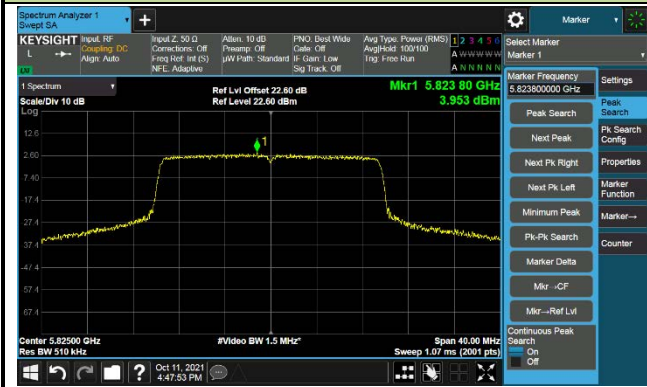 Spectrum Analyzer 1
Swept SA
Marker
KEYSIGHT
L
Input: RF
Coupling: DC
Align: Auto
Input Z: 50 Ω
Corrections: Off
Freq Ref: Int (S)
NFE: Adaptive
Atten: 10 dB
Preamp: Off
µW Path: Standard
PNO: Best Wide
Gate: Off
IF Gain: Low
Sig Track: Off
Avg Type: Power (RMS)
Avg|Hold: 100/100
Trig: Free Run
1 2 3 4 5 6
A W W W W W
A N N N N N
Select Marker
Marker 1
1 Spectrum
Scale/Div 10 dB
Log
Ref Lvl Offset 22.60 dB
Ref Level 22.60 dBm
Mkr1 5.823 80 GHz
3.953 dBm
1
12.6
2.60
-7.40
-17.4
-27.4
-37.4
-47.4
-57.4
-67.4
Center 5.82500 GHz
Res BW 510 kHz
#Video BW 1.5 MHz*
Span 40.00 MHz
Sweep 1.07 ms (2001 pts)
Marker Frequency
5.823800000 GHz
Peak Search
Next Peak
Next Pk Right
Next Pk Left
Minimum Peak
Pk-Pk Search
Marker Delta
Mkr→CF
Mkr→Ref Lvl
Continuous Peak
Search
On
Off
Settings
Peak
Search
Pk Search
Config
Properties
Marker
Function
Marker→
Counter
Oct 11, 2021
4:47:53 PM